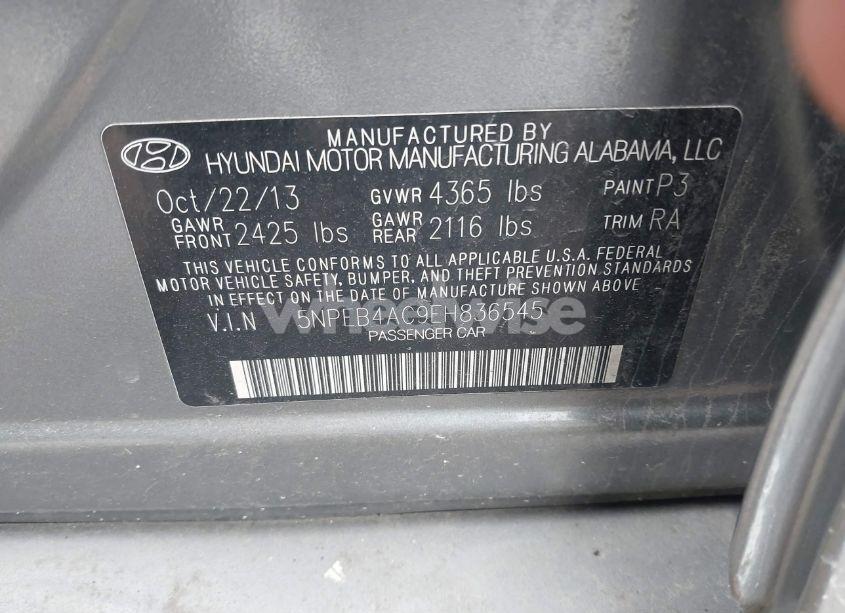 MANUFACTURED BY
HYUNDAI MOTOR MANUFACTURING ALABAMA, LLC
Oct/22/13 GVWR 4365 lbs PAINT P3
GAWR FRONT 2425 lbs GAWR REAR 2116 lbs TRIM RA
THIS VEHICLE CONFORMS TO ALL APPLICABLE U.S.A. FEDERAL
MOTOR VEHICLE SAFETY, BUMPER, AND THEFT PREVENTION STANDARDS
IN EFFECT ON THE DATE OF MANUFACTURE SHOWN ABOVE
V.I.N 5NPEB4AC9EH836545
PASSENGER CAR
wheelwise